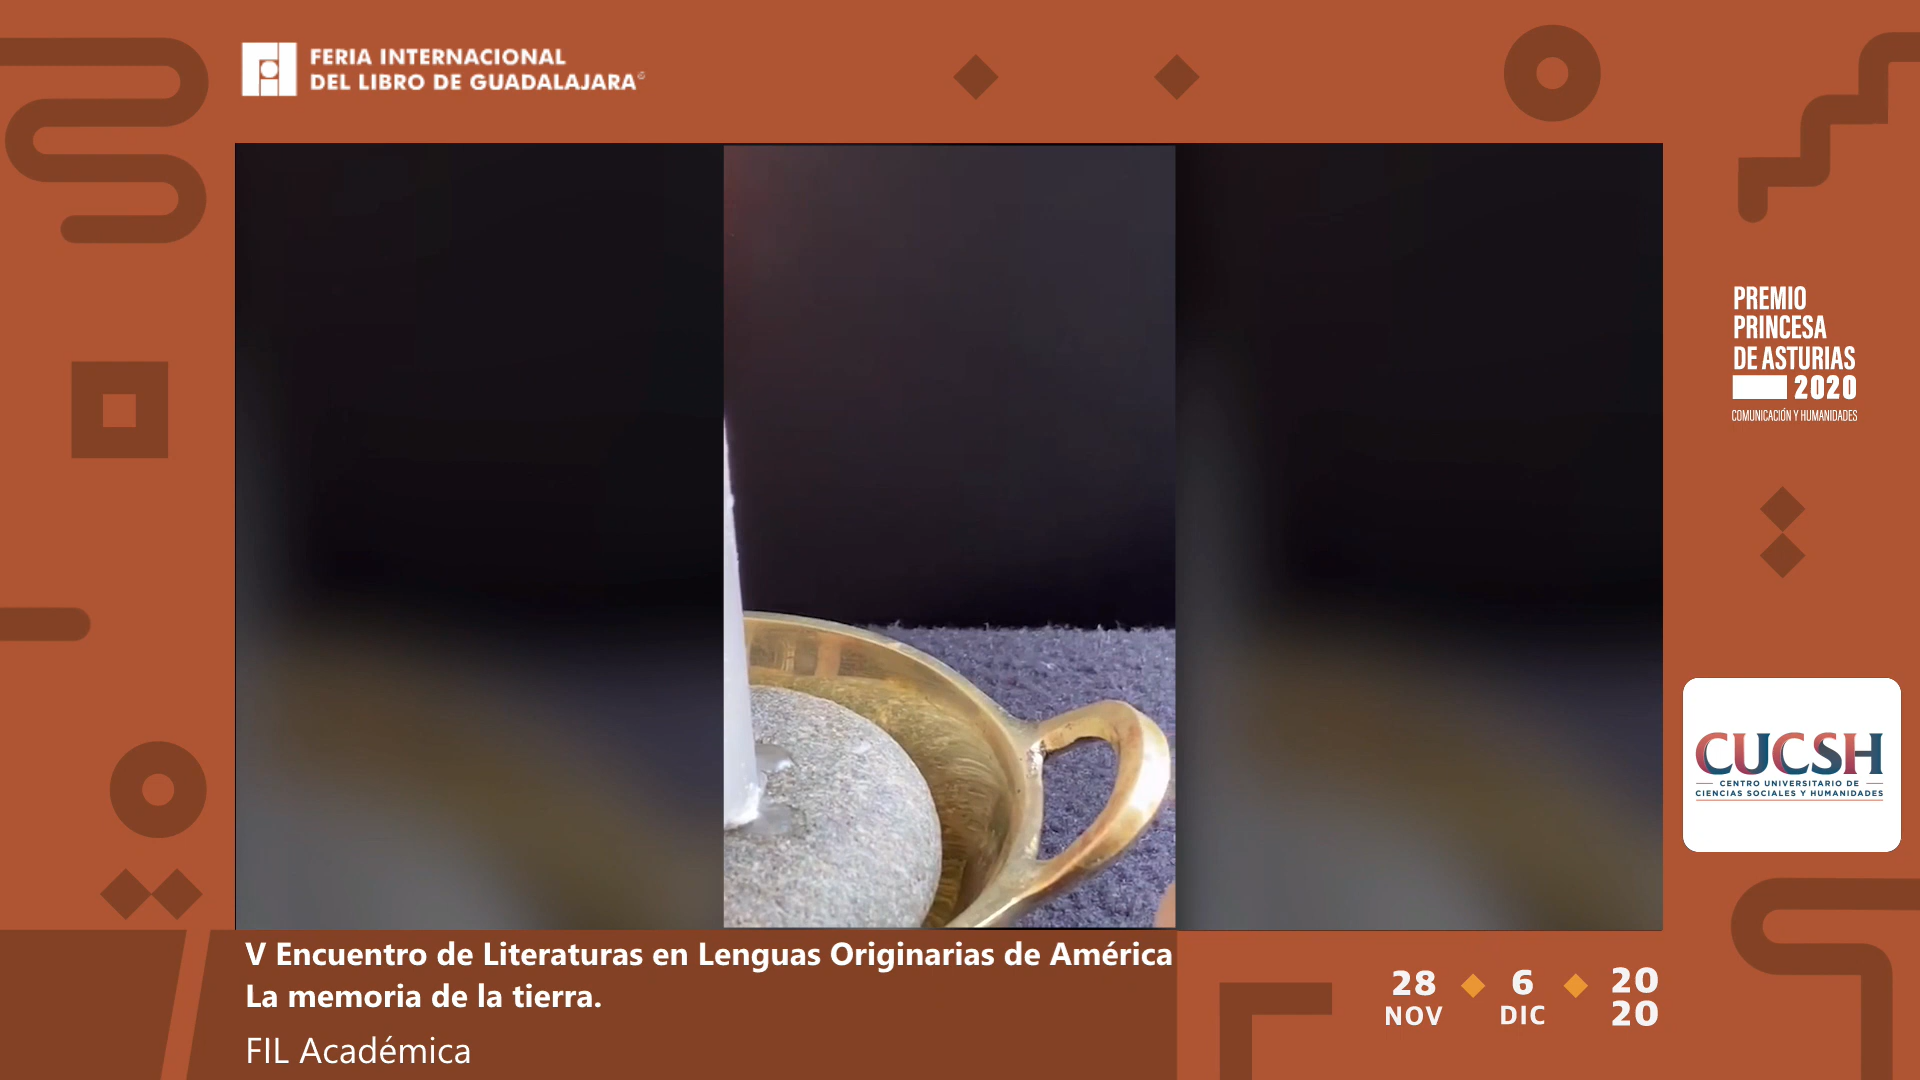 FERIA INTERNACIONAL
DEL LIBRO DE GUADALAJARA
PREMIO
PRINCESA
DE ASTURIAS
2020
COMUNICACIÓN Y HUMANIDADES
CUCSH
CENTRO UNIVERSITARIO DE
CIENCIAS SOCIALES Y HUMANIDADES
V Encuentro de Literaturas en Lenguas Originarias de América
La memoria de la tierra.
FIL Académica
28 NOV
6 DIC
20
20